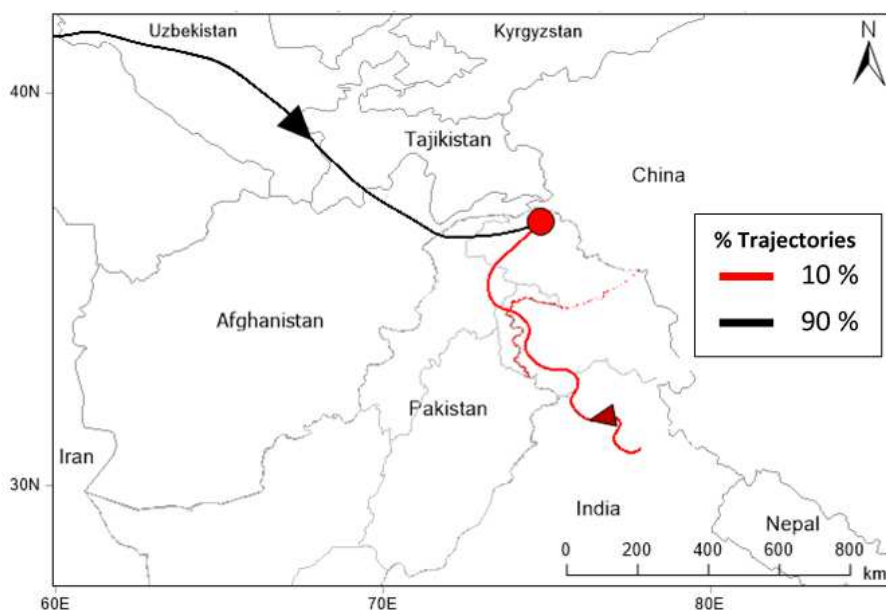 Uzbekistan
Kyrgyzstan
N
40N
Tajikistan
China
% Trajectories
10 %
90 %
Afghanistan
Pakistan
Iran
30N
India
Nepal
0 200 400 600 800
km
60E 70E 80E